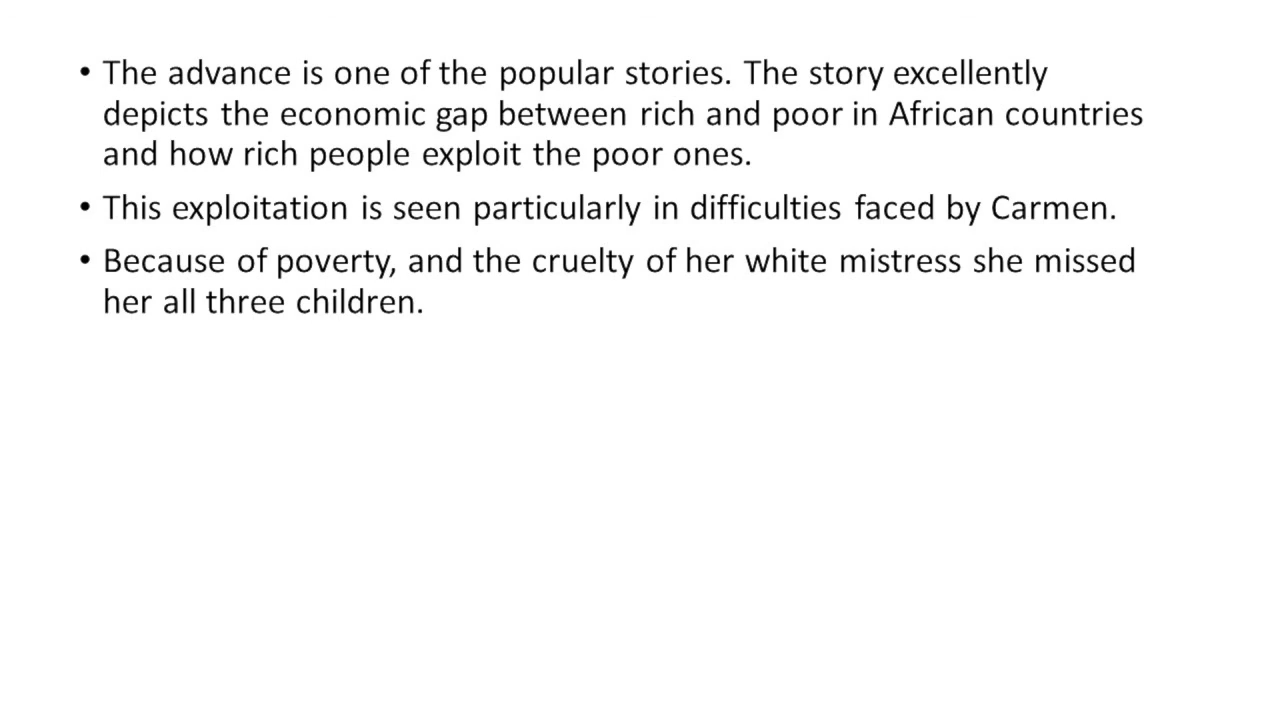 • The advance is one of the popular stories. The story excellently
depicts the economic gap between rich and poor in African countries
and how rich people exploit the poor ones.
• This exploitation is seen particularly in difficulties faced by Carmen.
• Because of poverty, and the cruelty of her white mistress she missed
her all three children.